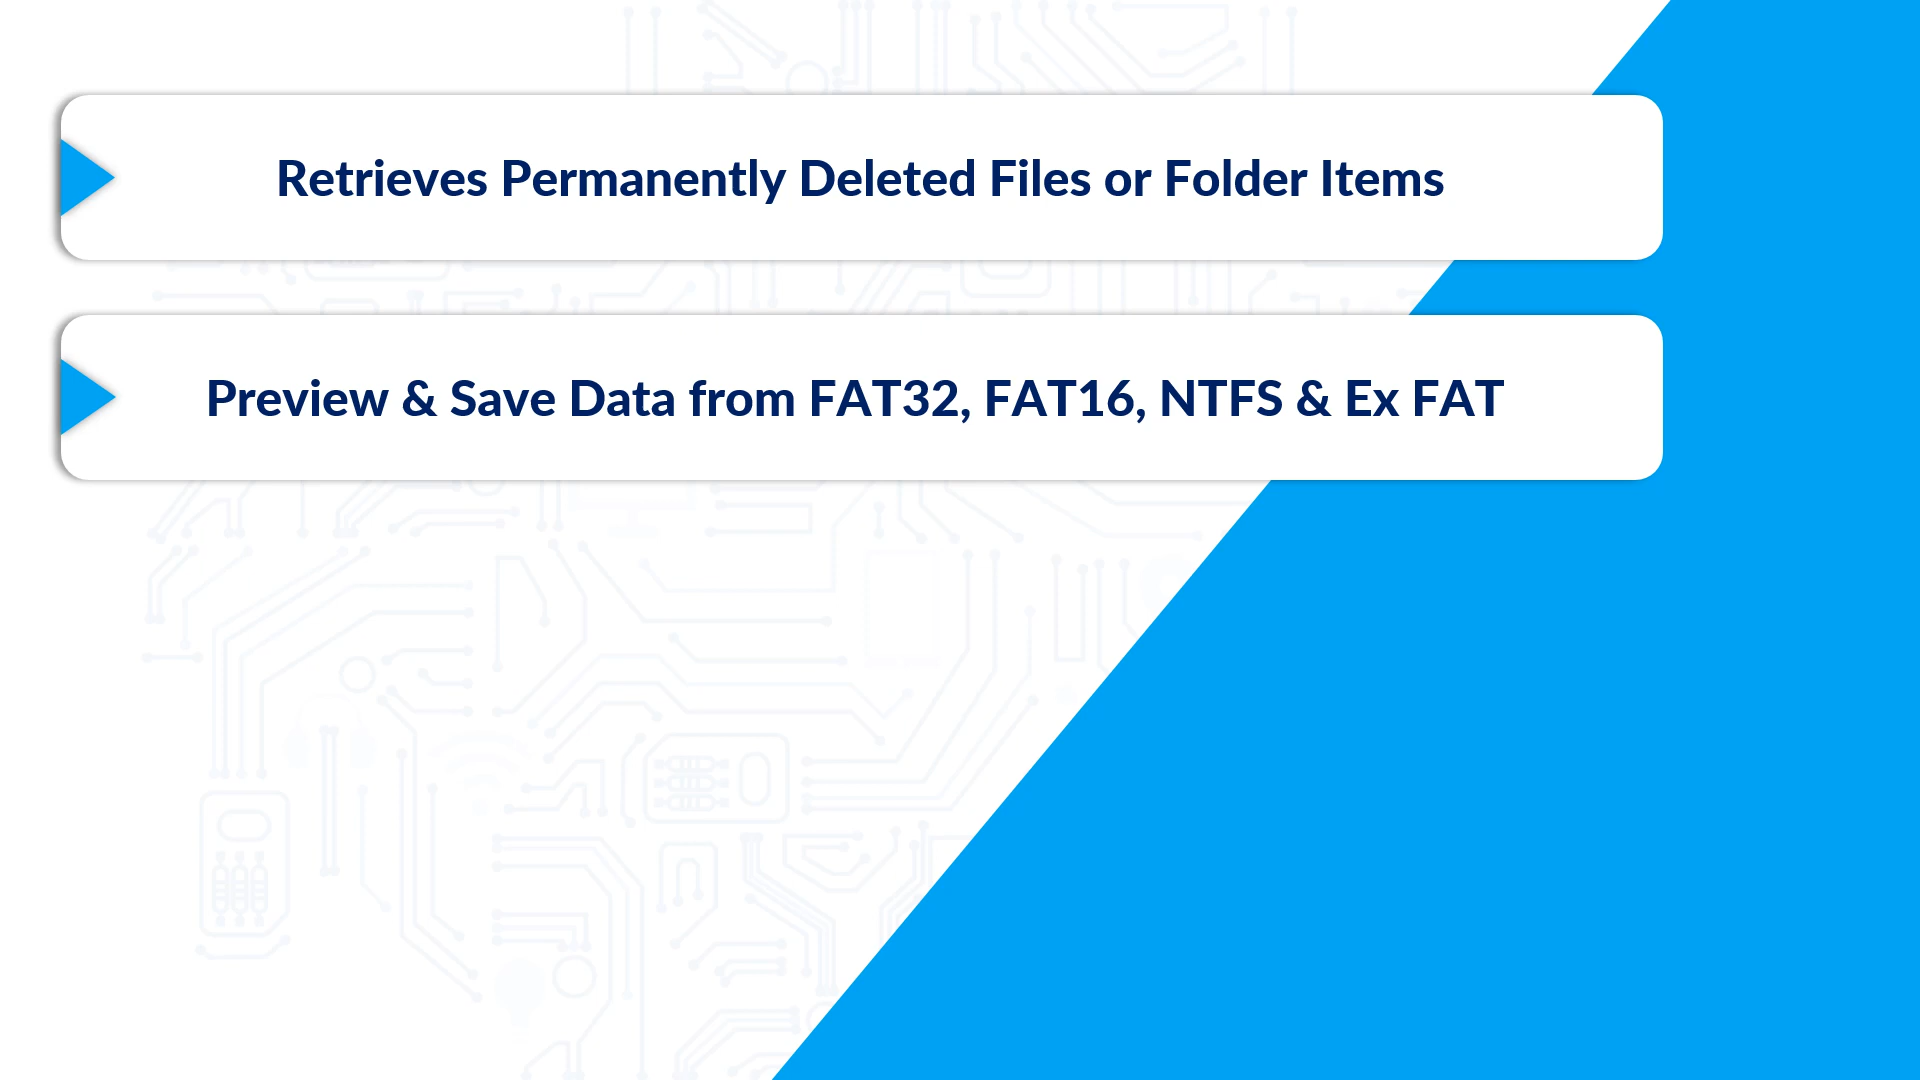 Retrieves Permanently Deleted Files or Folder Items
Preview & Save Data from FAT32, FAT16, NTFS & Ex FAT